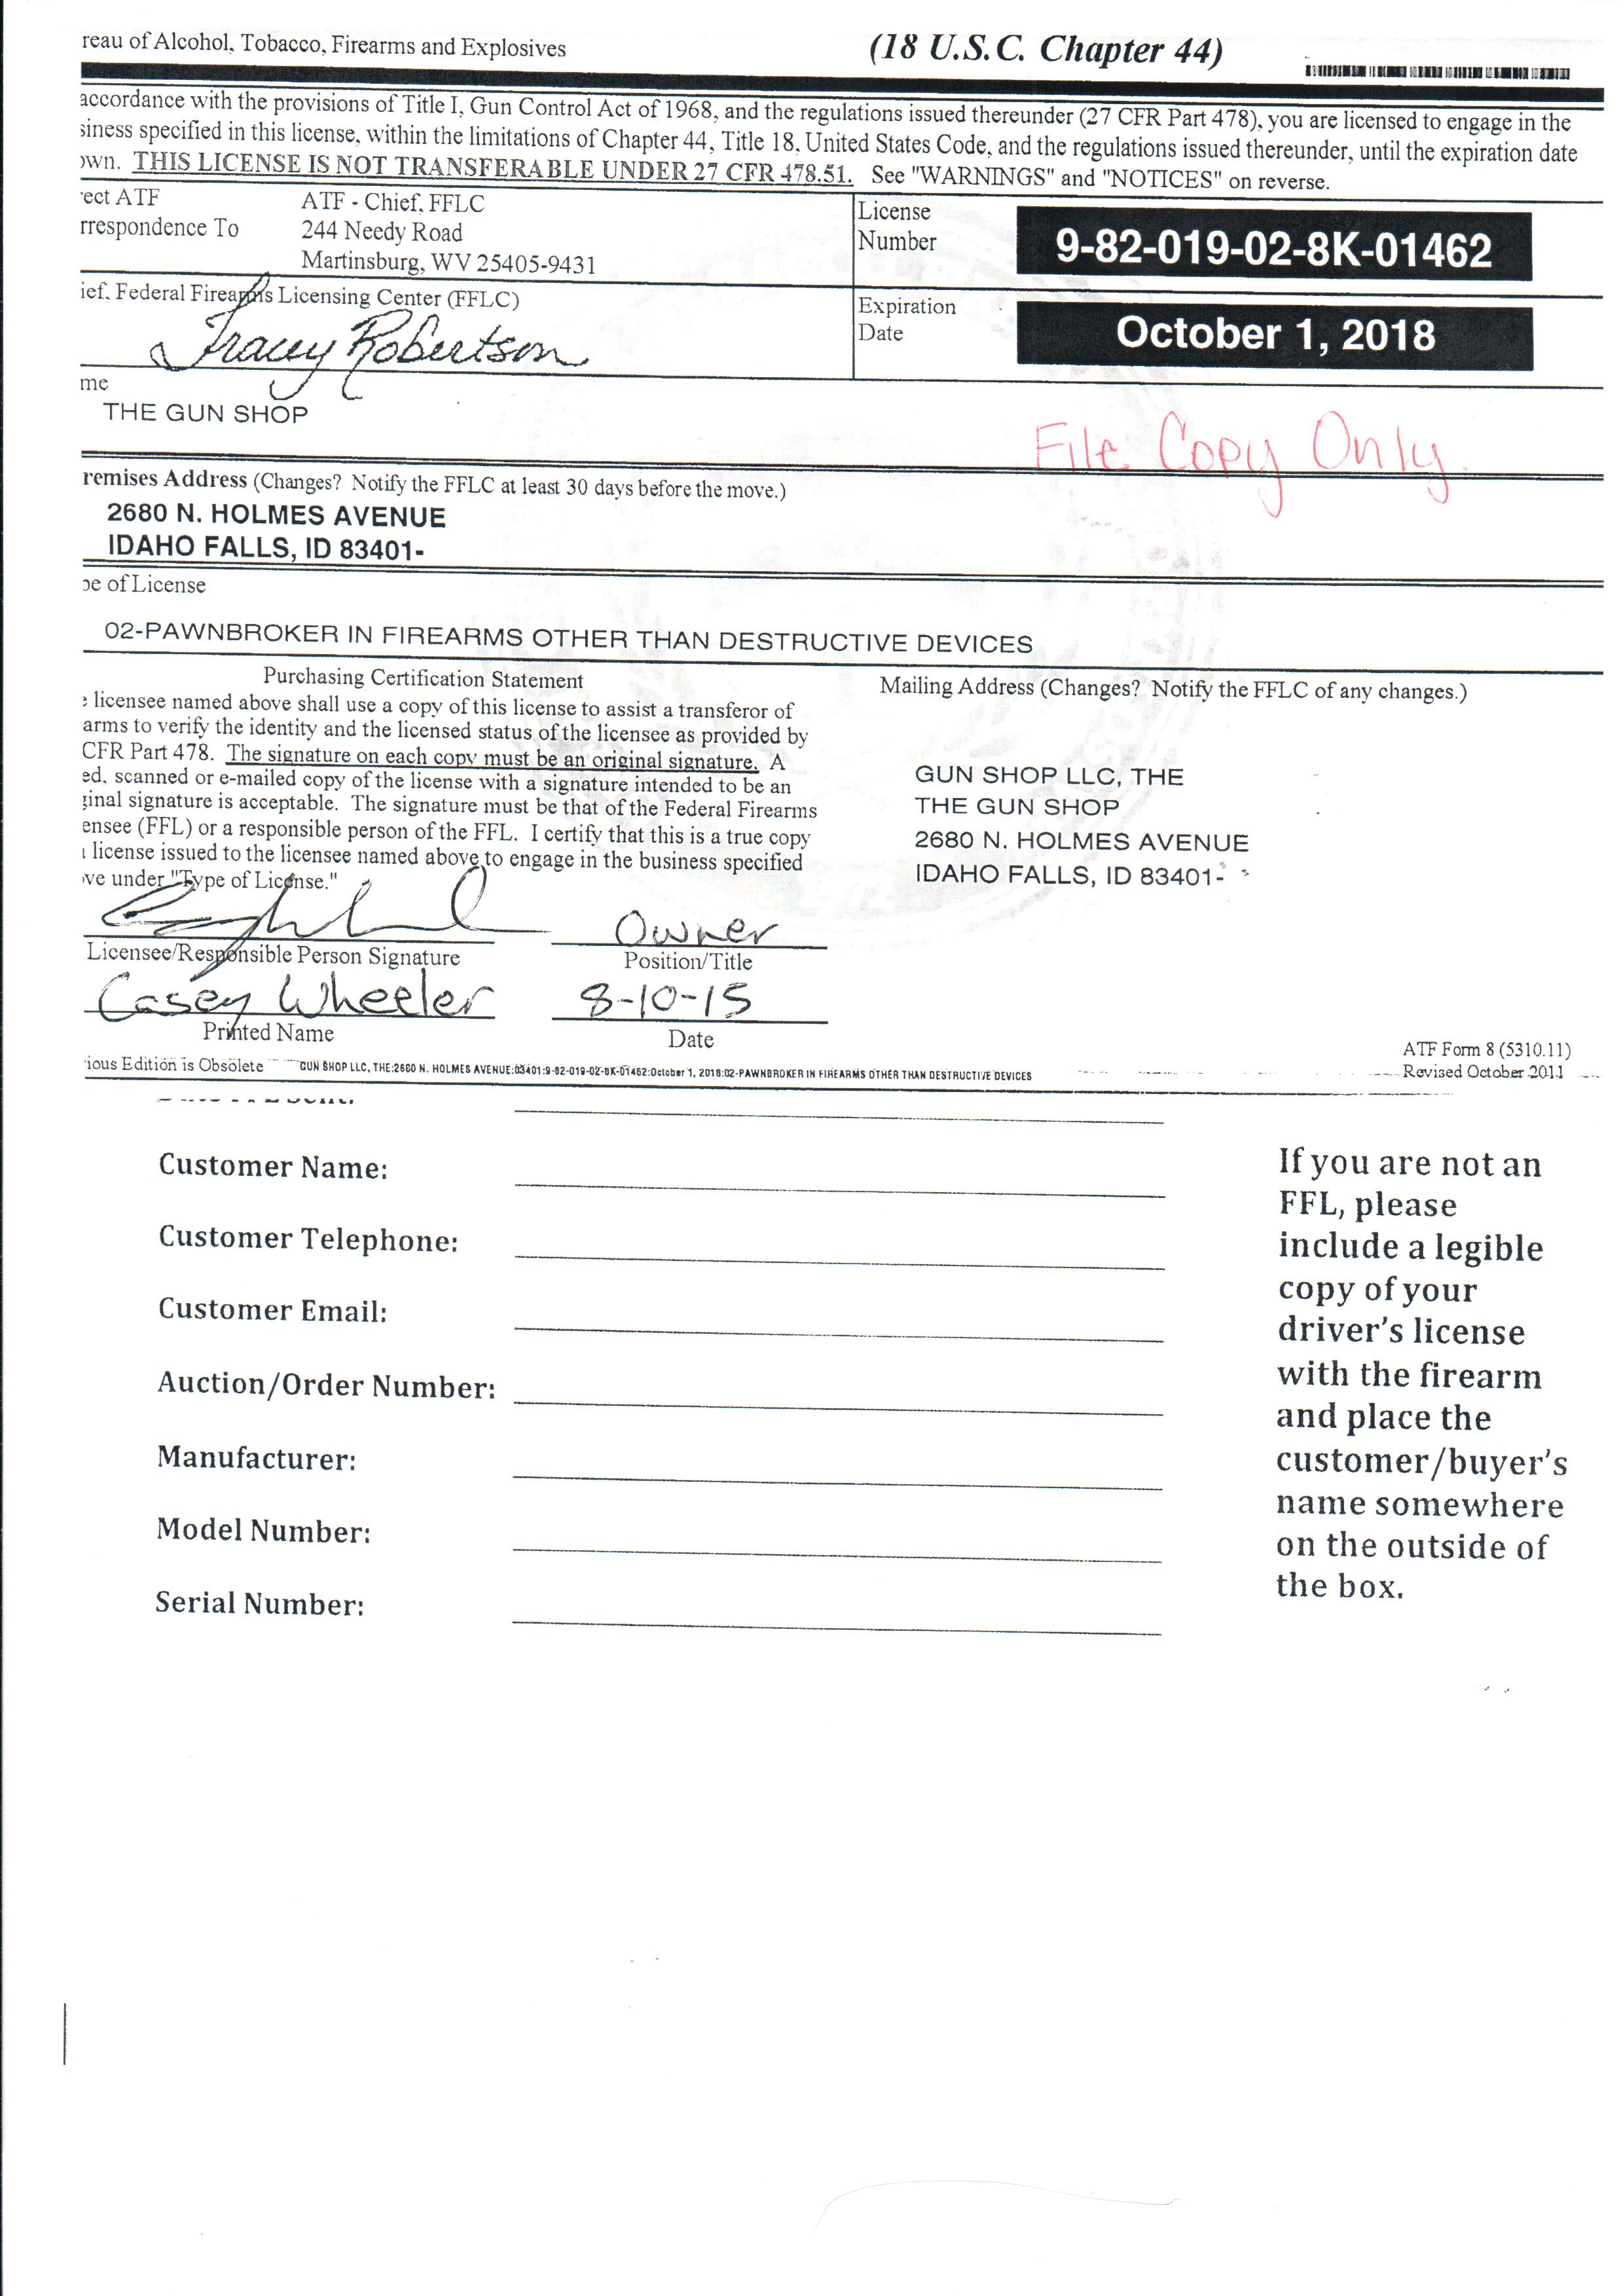 reau of Alcohol, Tobacco, Firearms and Explosives
(18 U.S.C. Chapter 44)
accordance with the provisions of Title I, Gun Control Act of 1968, and the regulations issued thereunder (27 CFR Part 478), you are licensed to engage in the
siness specified in this license, within the limitations of Chapter 44, Title 18, United States Code, and the regulations issued thereunder, until the expiration date
own. THIS LICENSE IS NOT TRANSFERABLE UNDER 27 CFR 478.51. See "WARNINGS" and "NOTICES" on reverse.
rect ATF
rrespondence To
ATF - Chief, FFLC
244 Needy Road
Martinsburg, WV 25405-9431
License
Number
9-82-019-02-8K-01462
ief, Federal Firearms Licensing Center (FFLC)
Tracey Robertson
Expiration
Date
October 1, 2018
me
THE GUN SHOP
File Copy Only
remises Address (Changes? Notify the FFLC at least 30 days before the move.)
2680 N. HOLMES AVENUE
IDAHO FALLS, ID 83401-
pe of License
02-PAWNBROKER IN FIREARMS OTHER THAN DESTRUCTIVE DEVICES
Purchasing Certification Statement
e licensee named above shall use a copy of this license to assist a transferor of
arms to verify the identity and the licensed status of the licensee as provided by
CFR Part 478. The signature on each copy must be an original signature. A
ed, scanned or e-mailed copy of the license with a signature intended to be an
ginal signature is acceptable. The signature must be that of the Federal Firearms
ensee (FFL) or a responsible person of the FFL. I certify that this is a true copy
a license issued to the licensee named above to engage in the business specified
ve under "Type of License."
Mailing Address (Changes? Notify the FFLC of any changes.)
GUN SHOP LLC, THE
THE GUN SHOP
2680 N. HOLMES AVENUE
IDAHO FALLS, ID 83401-
Owner
Licensee/Responsible Person Signature
Position/Title
Casey Wheeler
8-10-15
Printed Name
Date
ATF Form 8 (5310.11)
Revised October 2011
ious Edition is Obsolete
GUN SHOP LLC, THE:2680 N. HOLMES AVENUE:83401:9-82-019-02-8K-01462:October 1, 2018:02-PAWNBROKER IN FIREARMS OTHER THAN DESTRUCTIVE DEVICES
Customer Name:
Customer Telephone:
Customer Email:
Auction/Order Number:
Manufacturer:
Model Number:
Serial Number:
If you are not an
FFL, please
include a legible
copy of your
driver's license
with the firearm
and place the
customer/buyer's
name somewhere
on the outside of
the box.